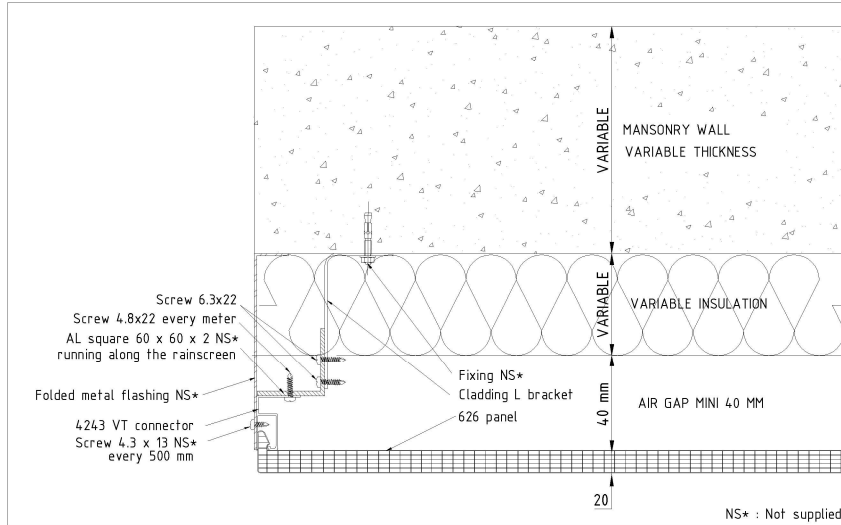 VARIABLE
MANSONRY WALL
VARIABLE THICKNESS
Screw 6.3x22
Screw 4.8x22 every meter
AL square 60 x 60 x 2 NS*
running along the rainscreen
Folded metal flashing NS*
4243 VT connector
Screw 4.3 x 13 NS*
every 500 mm
VARIABLE
VARIABLE INSULATION
Fixing NS*
Cladding L bracket
626 panel
40 mm
AIR GAP MINI 40 MM
20
NS* : Not supplied